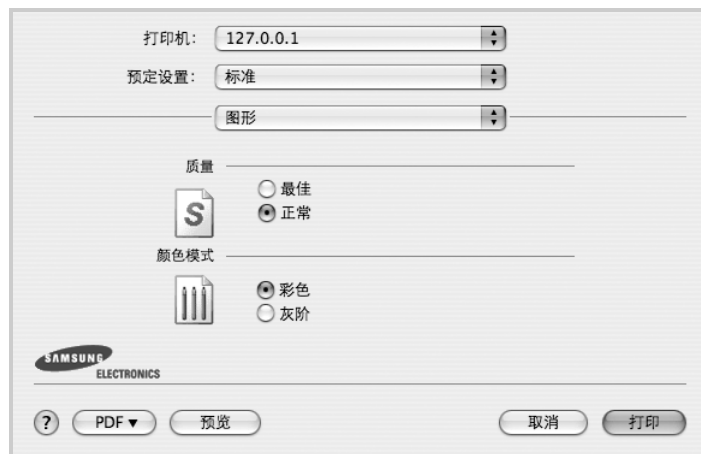 打印机: 127.0.0.1
预定设置: 标准
图形
质量
最佳
S
正常
颜色模式
彩色
灰阶
SAMSUNG
ELECTRONICS
? PDF▼ 预览 取消 打印